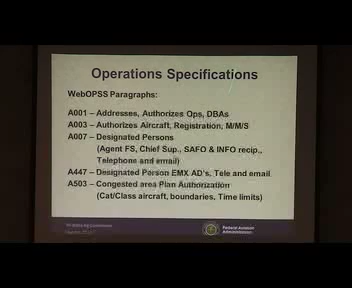 Operations Specifications
WebOPSS Paragraphs:
A001 – Addresses, Authorizes Ops, DBAs
A003 – Authorizes Aircraft, Registration, M/M/S
A007 – Designated Persons
(Agent FS, Chief Sup., SAFO & INFO recip.,
Telephone and email)
A447 – Designated Person EMX AD's, Tele and email
A503 – Congested area Plan Authorization
(Cat/Class aircraft, boundaries, Time limits)
Federal Aviation
Administration